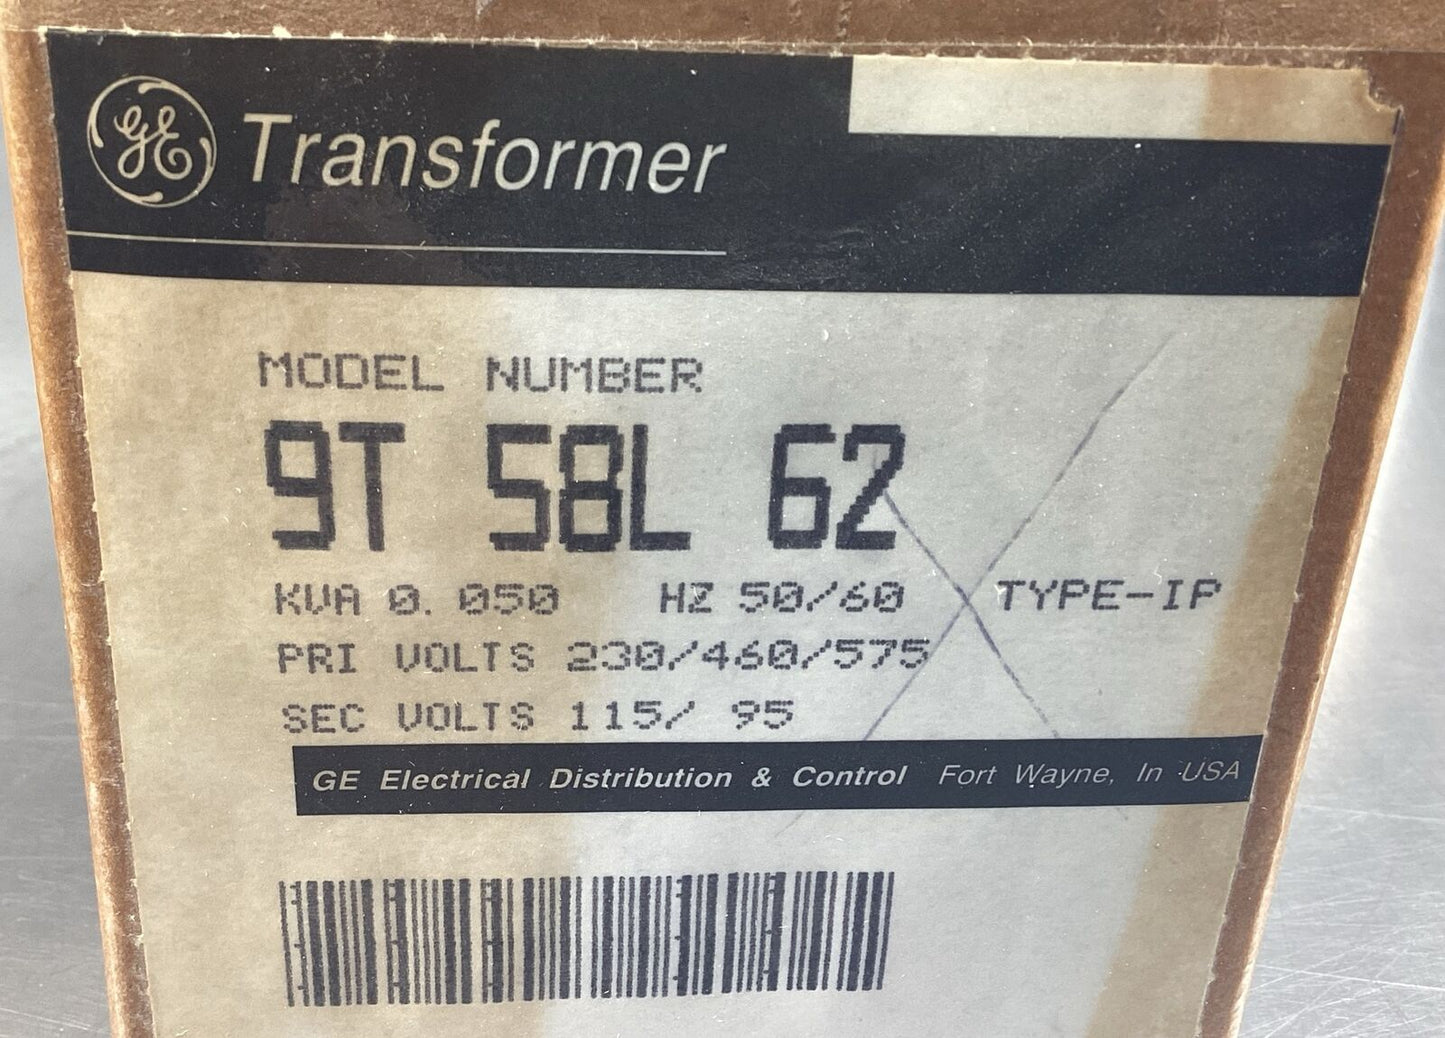 GE Transformer
MODEL NUMBER
9T 58L 62
KVA 0.050 HZ 50/60 TYPE-IP
PRI VOLTS 230/460/575
SEC VOLTS 115/ 95
GE Electrical Distribution & Control Fort Wayne, In USA